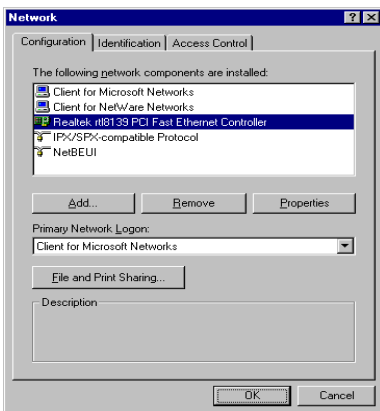 Network
Configuration Identification Access Control
The following network components are installed:
Client for Microsoft Networks
Client for NetWare Networks
Realtek rtl8139 PCI Fast Ethernet Controller
IPX/SPX-compatible Protocol
NetBEUI
Add... Remove Properties
Primary Network Logon:
Client for Microsoft Networks
File and Print Sharing...
Description
OK Cancel